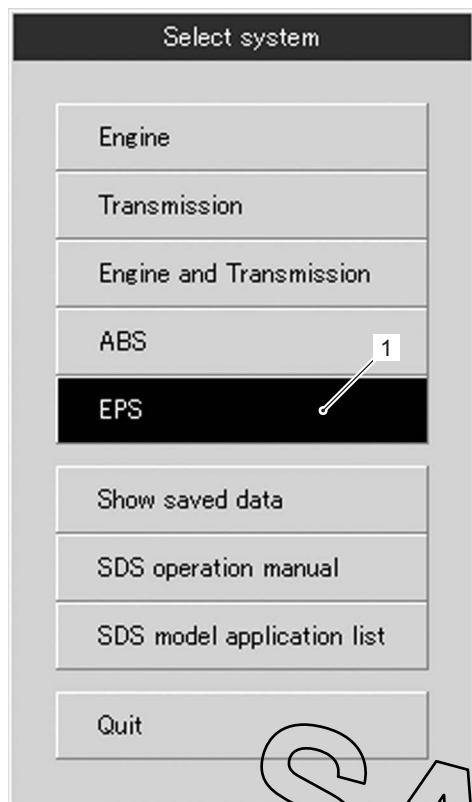 Select system
Engine
Transmission
Engine and Transmission
ABS
1
EPS
Show saved data
SDS operation manual
SDS model application list
Quit